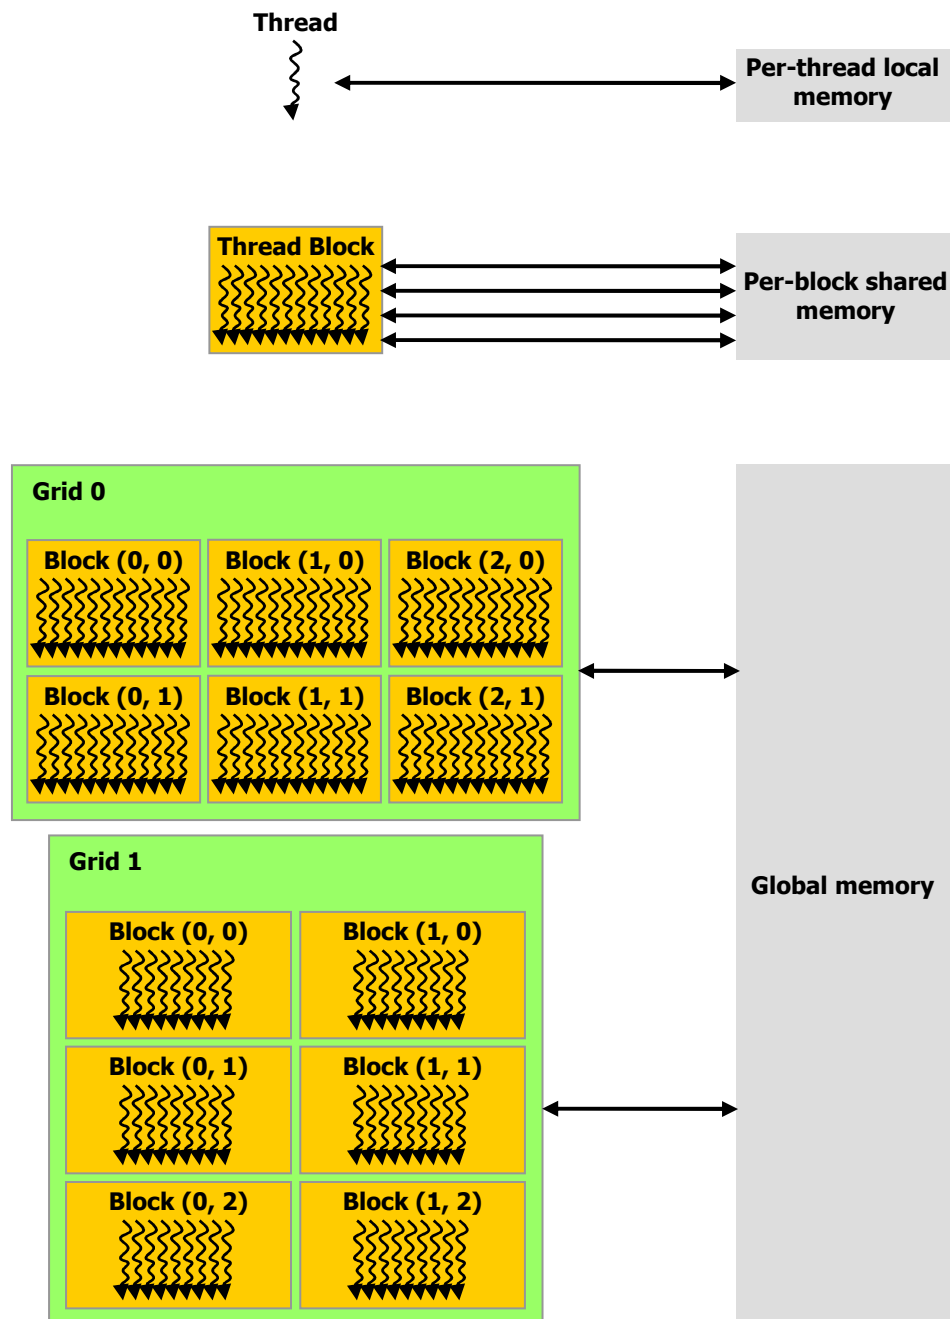 Thread
Per-thread local
memory
Thread Block
Per-block shared
memory
Grid 0
Block (0, 0)
Block (1, 0)
Block (2, 0)
Block (0, 1)
Block (1, 1)
Block (2, 1)
Grid 1
Global memory
Block (0, 0)
Block (1, 0)
Block (0, 1)
Block (1, 1)
Block (0, 2)
Block (1, 2)